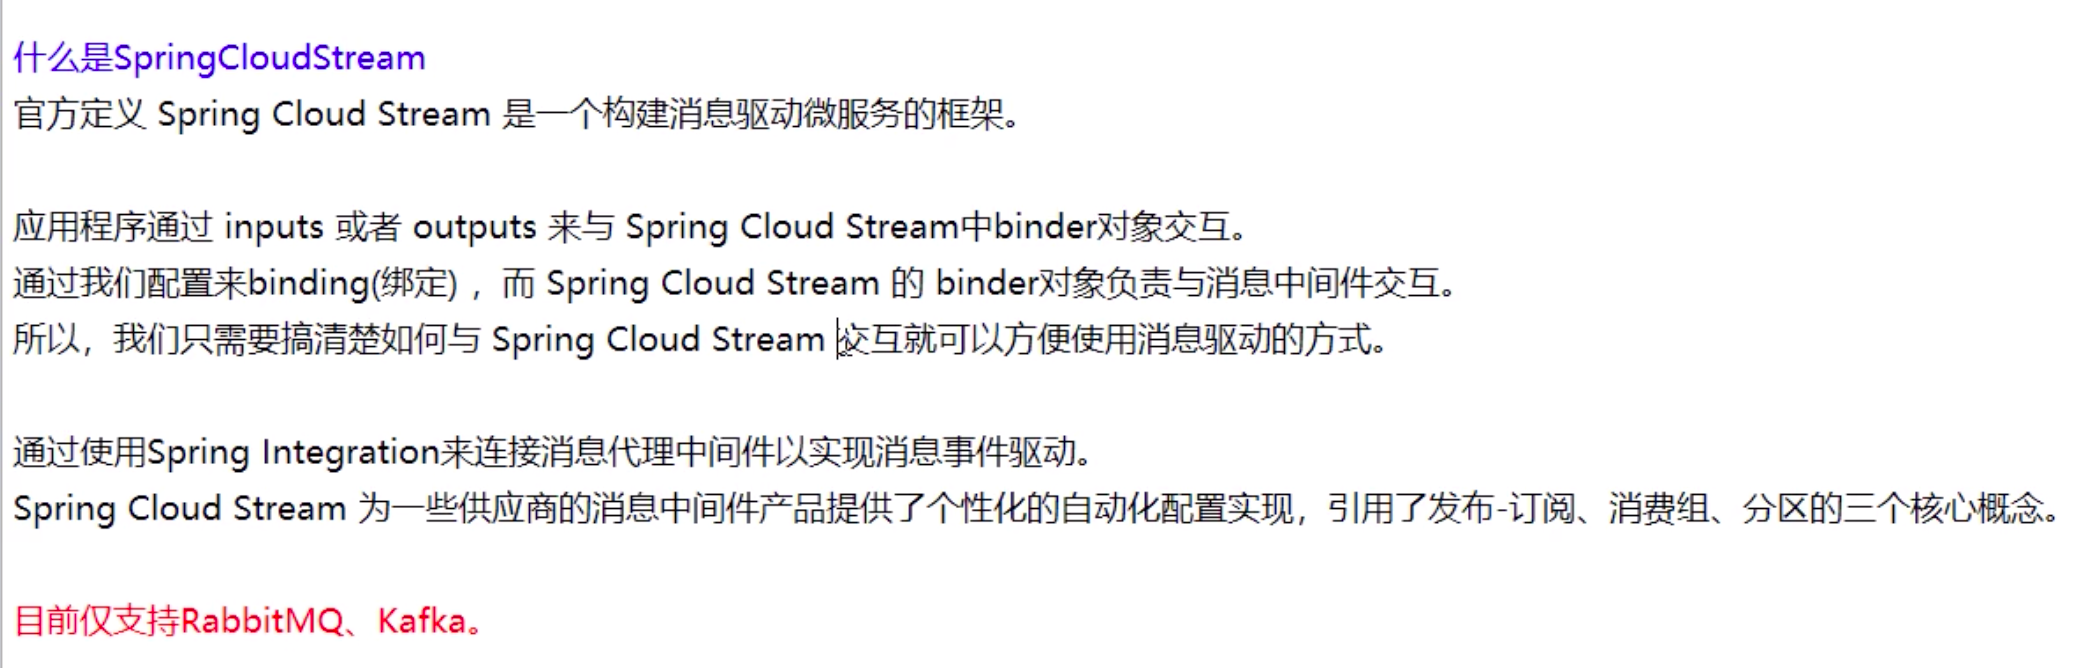 什么是SpringCloudStream
官方定义 Spring Cloud Stream 是一个构建消息驱动微服务的框架。
应用程序通过 inputs 或者 outputs 来与 Spring Cloud Stream中binder对象交互。
通过我们配置来binding(绑定) ，而 Spring Cloud Stream 的 binder对象负责与消息中间件交互。
所以，我们只需要搞清楚如何与 Spring Cloud Stream 交互就可以方便使用消息驱动的方式。
通过使用Spring Integration来连接消息代理中间件以实现消息事件驱动。
Spring Cloud Stream 为一些供应商的消息中间件产品提供了个性化的自动化配置实现，引用了发布-订阅、消费组、分区的三个核心概念。
目前仅支持RabbitMQ、Kafka。